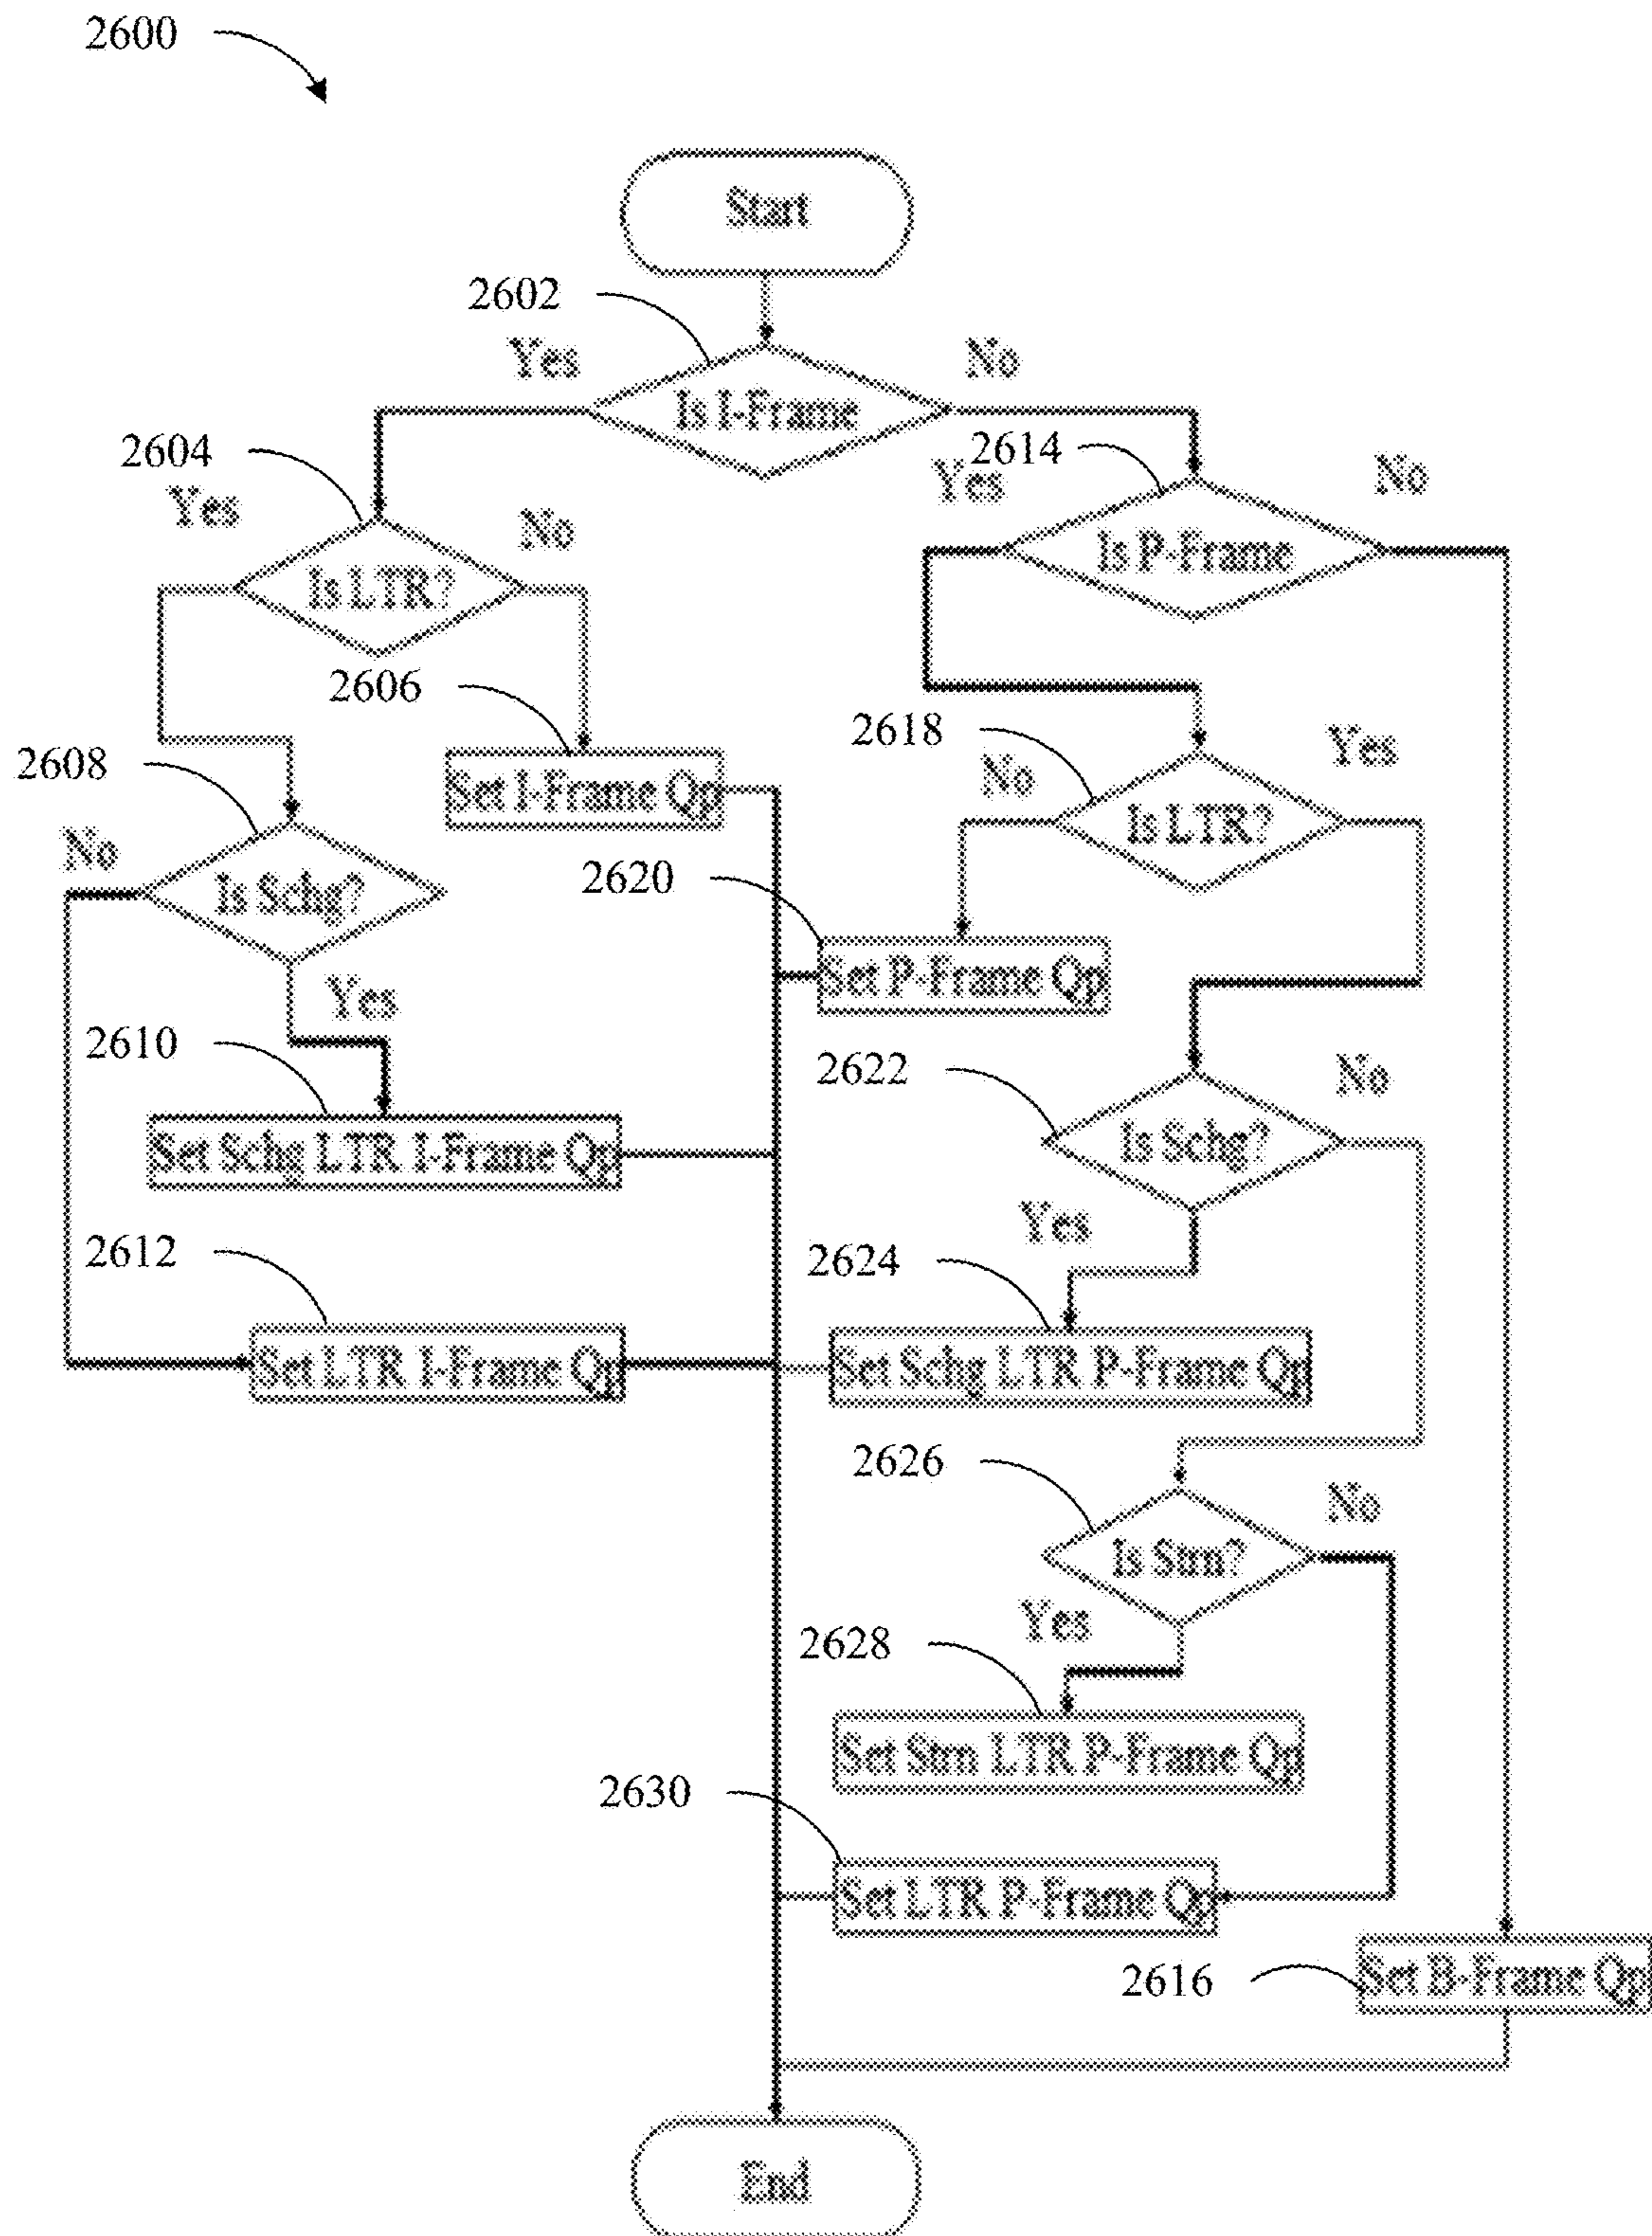 2600
Start
2602
Yes
No
Is I-Frame
2604
2614
Yes
No
Yes
No
Is LTR?
Is P-Frame
2606
2608
Set I-Frame Qp
2618
No
Yes
Is LTR?
No
Is Schg?
2620
Set P-Frame Qp
Yes
2610
2622
No
Set Schg LTR I-Frame Qp
Is Schg?
Yes
2612
2624
Set LTR I-Frame Qp
Set Schg LTR P-Frame Qp
2626
No
Is Strn?
Yes
2628
Set Strn LTR P-Frame Qp
2630
Set LTR P-Frame Qp
2616
Set B-Frame Qp
End